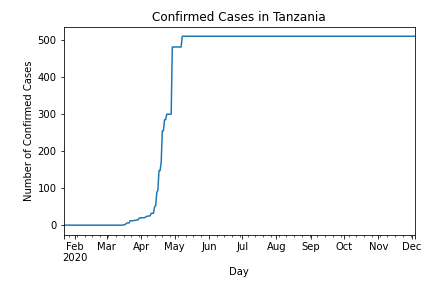 Confirmed Cases in Tanzania
Number of Confirmed Cases
500
400
300
200
100
0
Feb Mar Apr May Jun Jul Aug Sep Oct Nov Dec
2020
Day